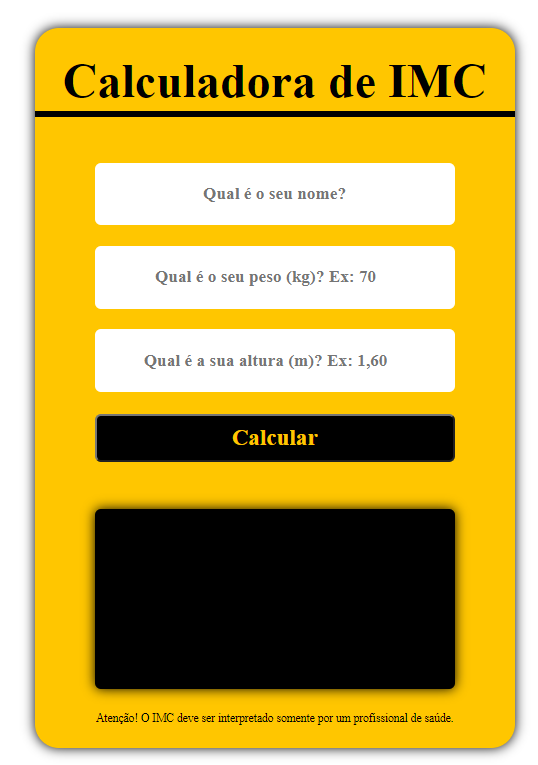 Calculadora de IMC
Qual é o seu nome?
Qual é o seu peso (kg)? Ex: 70
Qual é a sua altura (m)? Ex: 1,60
Calcular
Atenção! O IMC deve ser interpretado somente por um profissional de saúde.